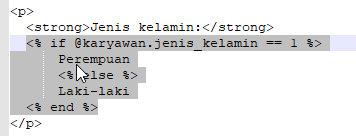 <p>
<strong>Jenis kelamin:</strong>
<% if @karyawan.jenis_kelamin == 1 %>
Perempuan
<% else %>
Laki-laki
<% end %>
</p>